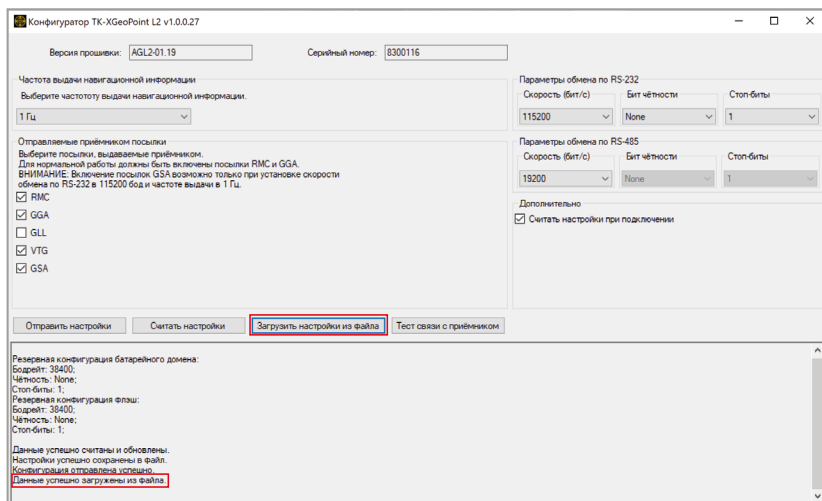 Конфигуратор TK-XGeoPoint L2 v1.0.0.27
Версия прошивки: AGL2-01.19 Серийный номер: 8300116
Частота выдачи навигационной информации
Выберите частототу выдачи навигационной информации.
1 Гц
Отправляемые приёмником посылки
Выберите посылки, выдаваемые приёмником.
Для нормальной работы должны быть включены посылки RMC и GGA.
ВНИМАНИЕ: Включение посылок GSA возможно только при установке скорости
обмена по RS-232 в 115200 бод и частоте выдачи в 1 Гц.
RMC
GGA
GLL
VTG
GSA
Параметры обмена по RS-232
Скорость (бит/с) Бит чётности Стоп-биты
115200 None 1
Параметры обмена по RS-485
Скорость (бит/с) Бит чётности Стоп-биты
19200 None 1
Дополнительно
Считать настройки при подключении
Отправить настройки Считать настройки Загрузить настройки из файла Тест связи с приёмником
Резервная конфигурация батарейного домена:
Бодрейт: 38400;
Чётность: None;
Стоп-биты: 1;
Резервная конфигурация флэш:
Бодрейт: 38400;
Чётность: None;
Стоп-биты: 1;
Данные успешно считаны и обновлены.
Настройки успешно сохранены в файл.
Конфигурация отправлена успешно.
Данные успешно загружены из файла.